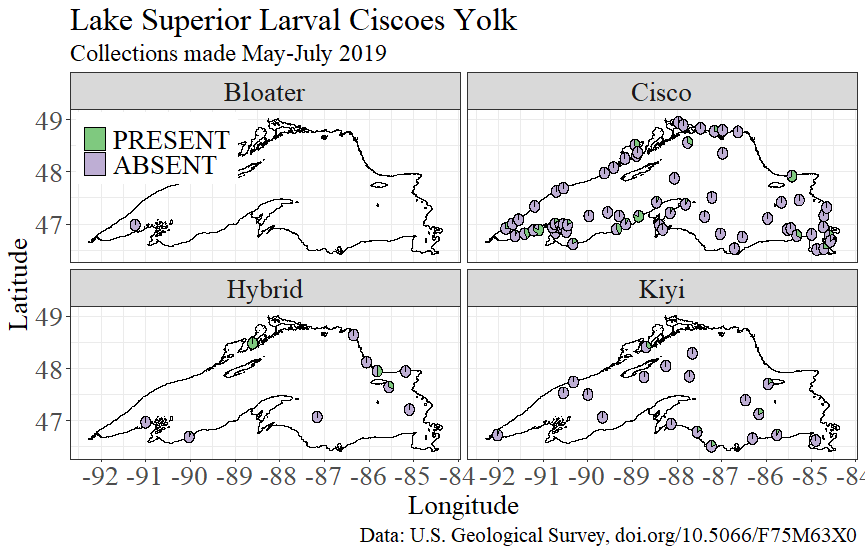 Lake Superior Larval Ciscoes Yolk
Collections made May-July 2019
Bloater
Cisco
PRESENT
ABSENT
49
48
47
Hybrid
Kiyi
49
48
47
Latitude
-92 -91 -90 -89 -88 -87 -86 -85 -84
-92 -91 -90 -89 -88 -87 -86 -85 -84
Longitude
Data: U.S. Geological Survey, doi.org/10.5066/F75M63X0